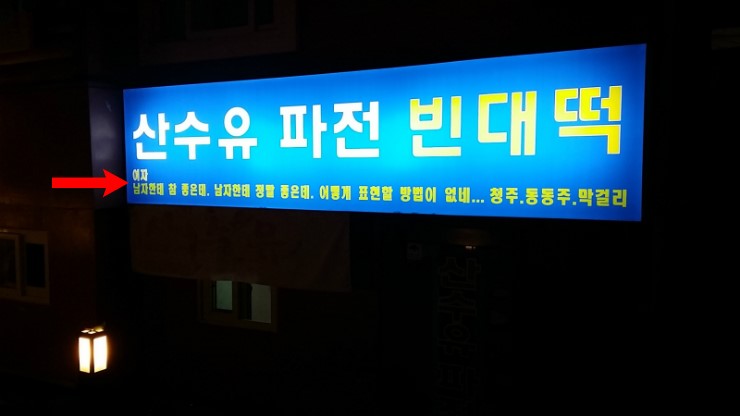 산수유 파전 빈대떡
여자
남자한테 참 좋은데. 남자한테 정말 좋은데. 어떻게 표현할 방법이 없네... 청주.동동주.막걸리